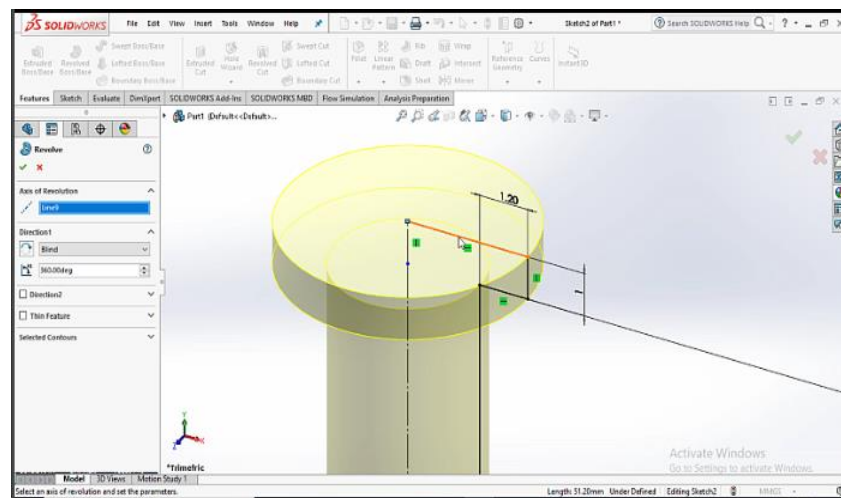 SOLIDWORKS File Edit View Insert Tools Window Help Sketch2 of Part1 * Search SOLIDWORKS Help
Extruded Boss/Base Revolved Boss/Base Swept Boss/Base Lofted Boss/Base Boundary Boss/Base Extruded Cut Hole Wizard Revolved Cut Swept Cut Lofted Cut Boundary Cut Fillet Linear Pattern Rib Draft Shell Wrap Intersect Mirror Reference Geometry Curves Instant3D
Features Sketch Evaluate DimXpert SOLIDWORKS Add-Ins SOLIDWORKS MBD Flow Simulation Analysis Preparation
Part1 (Default<<Default>...
Revolve
Axis of Revolution
Line9
Direction1
Blind
360.00deg
Direction2
Thin Feature
Selected Contours
1.20
1
Y
X
Z
*Trimetric
Activate Windows
Go to Settings to activate Windows.
Model 3D Views Motion Study 1
Select an axis of revolution and set the parameters. Length: 51.20mm Under Defined Editing Sketch2 MMGS